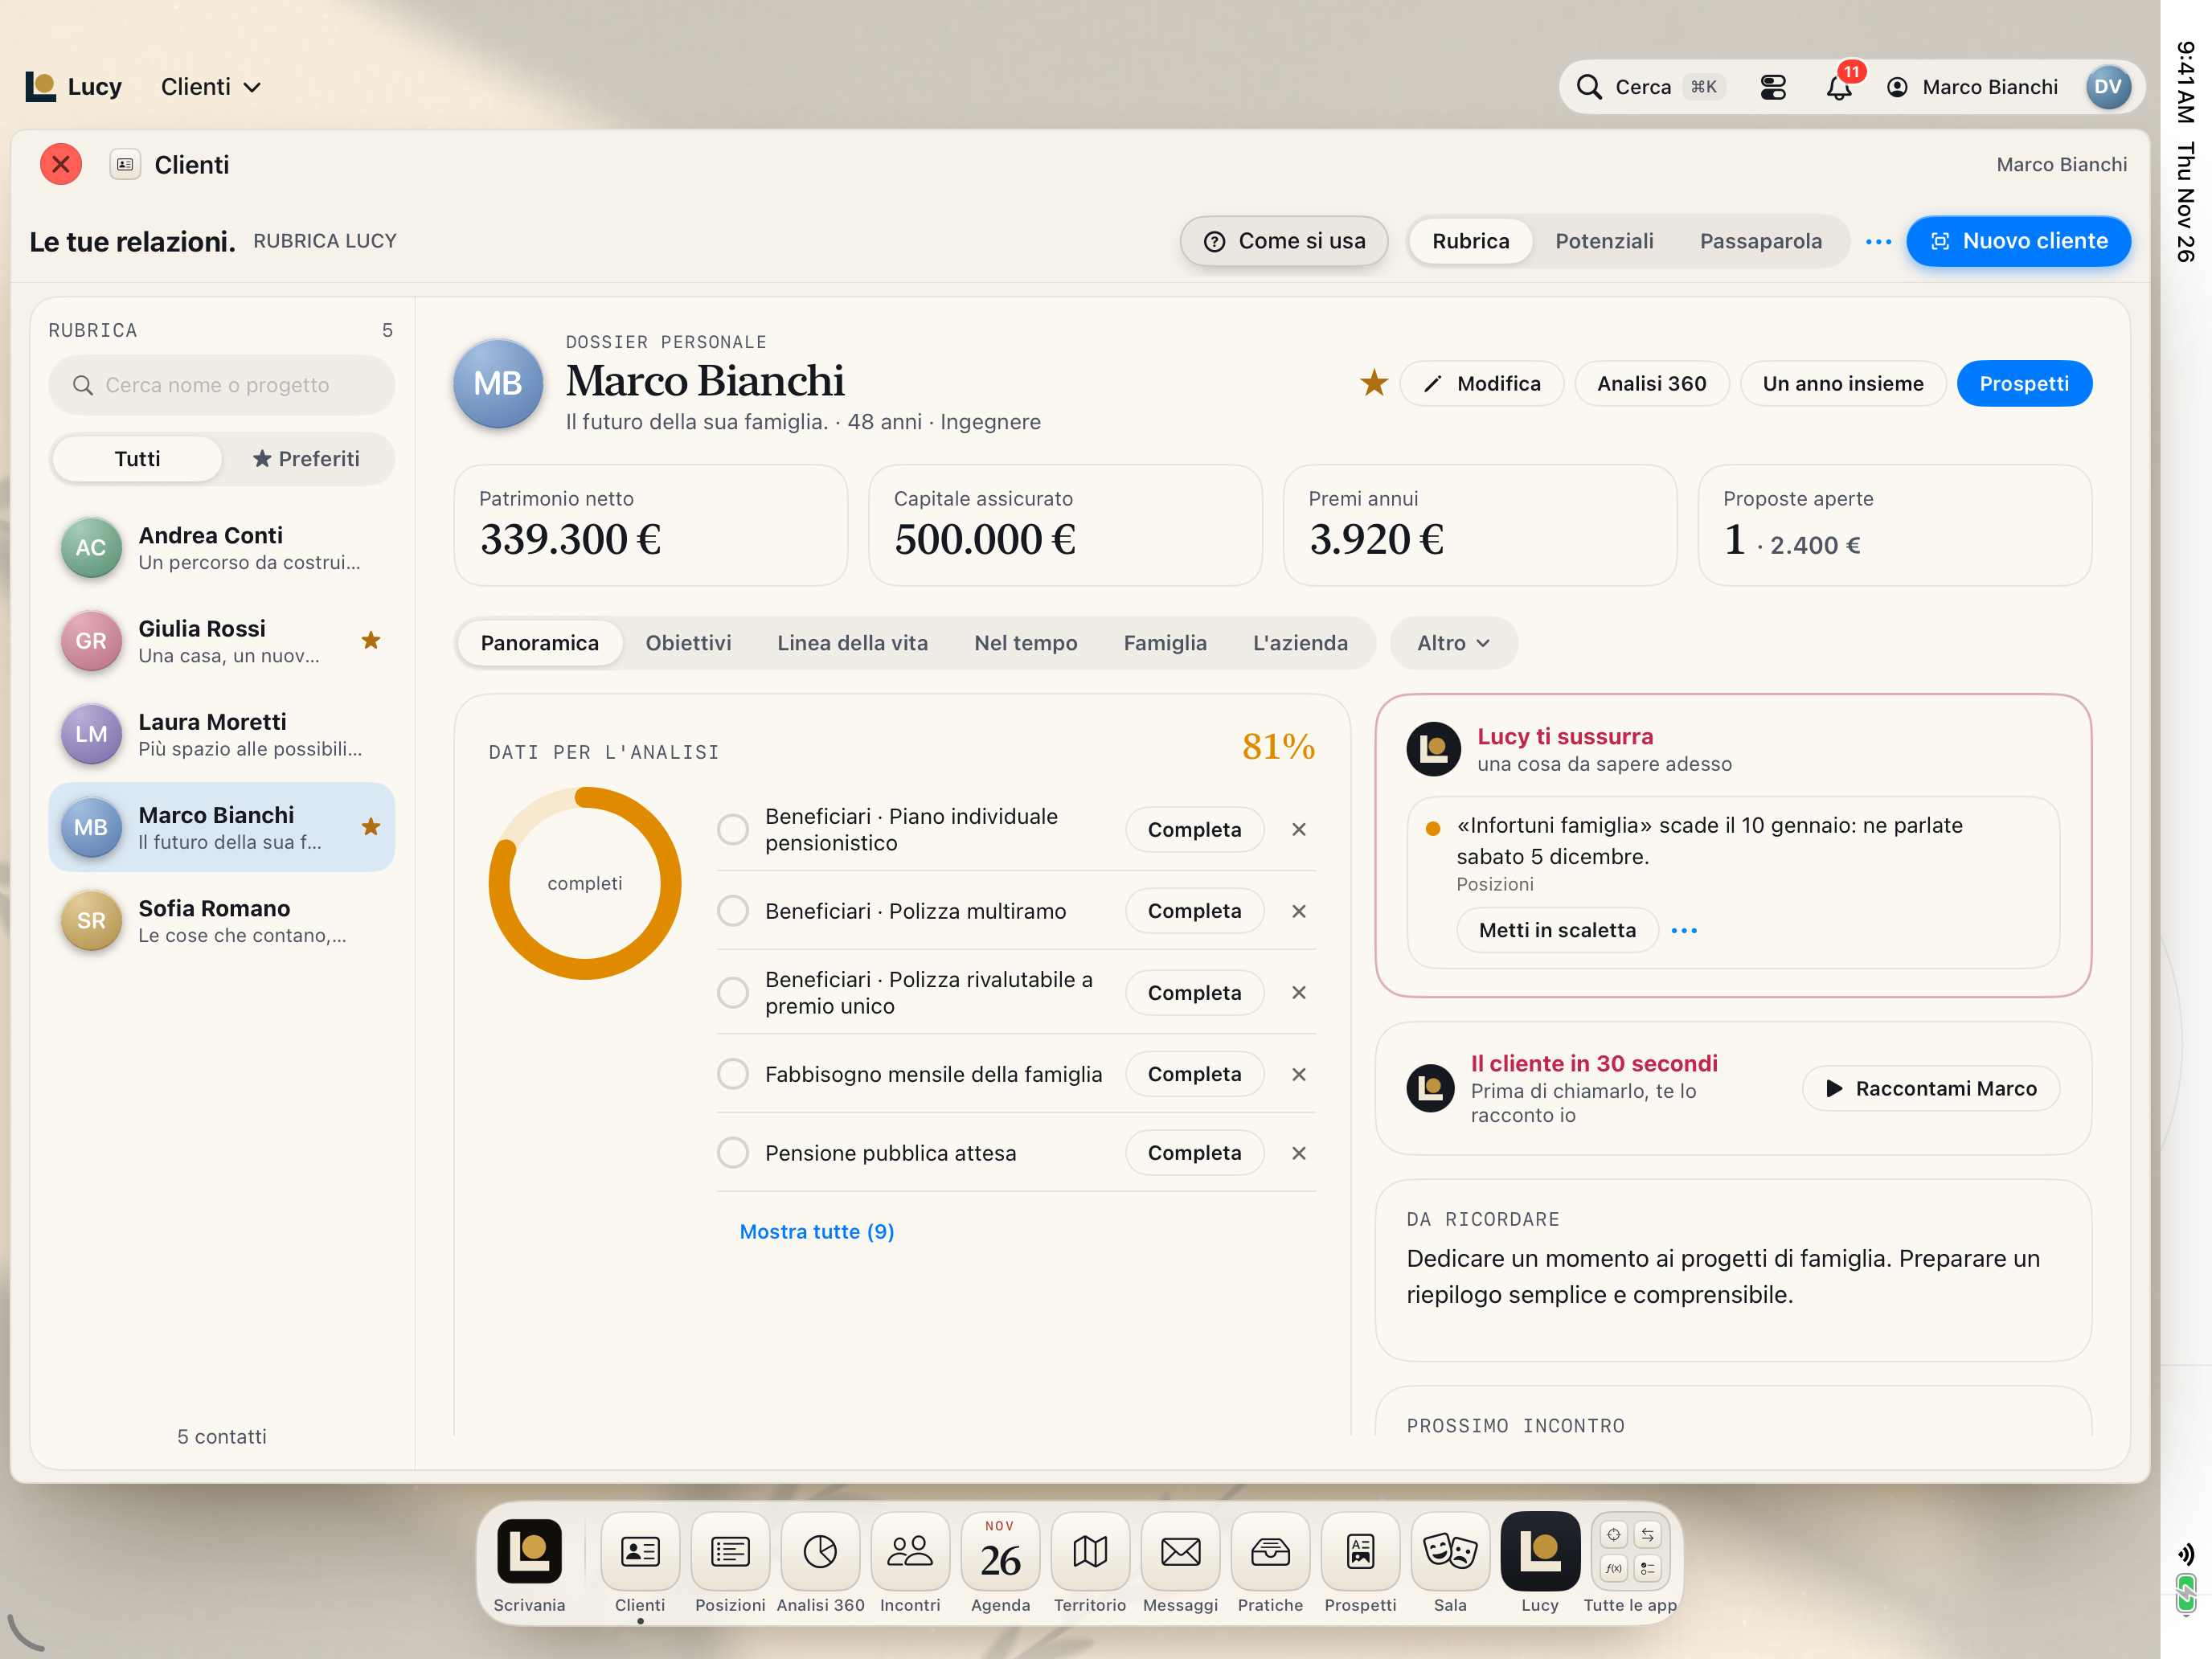 Lucy
Clienti
Cerca ⌘K
11
Marco Bianchi
DV
9:41 AM Thu Nov 26
Clienti
Marco Bianchi
Le tue relazioni.
RUBRICA LUCY
Come si usa
Rubrica
Potenziali
Passaparola
Nuovo cliente
RUBRICA
5
Cerca nome o progetto
Tutti
Preferiti
AC
Andrea Conti
Un percorso da costrui...
GR
Giulia Rossi
Una casa, un nuov...
LM
Laura Moretti
Più spazio alle possibili...
MB
Marco Bianchi
Il futuro della sua f...
SR
Sofia Romano
Le cose che contano,...
5 contatti
MB
DOSSIER PERSONALE
Marco Bianchi
Il futuro della sua famiglia. · 48 anni · Ingegnere
Modifica
Analisi 360
Un anno insieme
Prospetti
Patrimonio netto
339.300 €
Capitale assicurato
500.000 €
Premi annui
3.920 €
Proposte aperte
1 · 2.400 €
Panoramica
Obiettivi
Linea della vita
Nel tempo
Famiglia
L'azienda
Altro
DATI PER L'ANALISI
81%
completi
Beneficiari · Piano individuale
pensionistico
Completa
Beneficiari · Polizza multiramo
Completa
Beneficiari · Polizza rivalutabile a
premio unico
Completa
Fabbisogno mensile della famiglia
Completa
Pensione pubblica attesa
Completa
Mostra tutte (9)
Lucy ti sussurra
una cosa da sapere adesso
«Infortuni famiglia» scade il 10 gennaio: ne parlate
sabato 5 dicembre.
Posizioni
Metti in scaletta
Il cliente in 30 secondi
Prima di chiamarlo, te lo
racconto io
Raccontami Marco
DA RICORDARE
Dedicare un momento ai progetti di famiglia. Preparare un
riepilogo semplice e comprensibile.
PROSSIMO INCONTRO
Scrivania
Clienti
Posizioni
Analisi 360
Incontri
NOV
26
Agenda
Territorio
Messaggi
Pratiche
A
Prospetti
Sala
Lucy
f(x)
Tutte le app